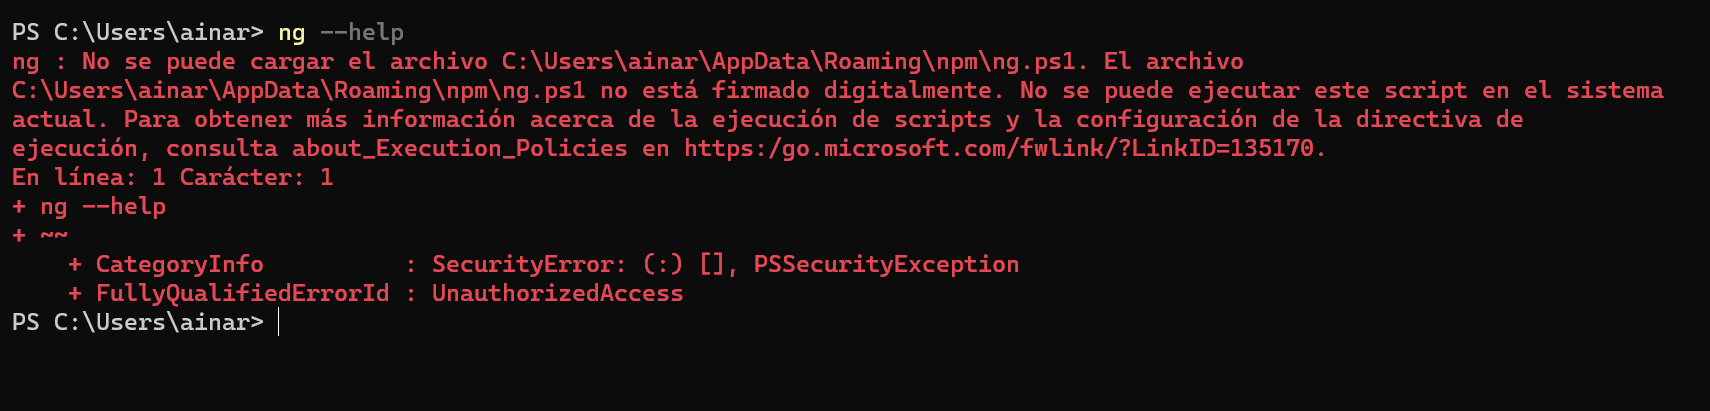 PS C:\Users\ainar> ng --help
ng : No se puede cargar el archivo C:\Users\ainar\AppData\Roaming\npm\ng.ps1. El archivo
C:\Users\ainar\AppData\Roaming\npm\ng.ps1 no está firmado digitalmente. No se puede ejecutar este script en el sistema
actual. Para obtener más información acerca de la ejecución de scripts y la configuración de la directiva de
ejecución, consulta about_Execution_Policies en https:/go.microsoft.com/fwlink/?LinkID=135170.
En línea: 1 Carácter: 1
+ ng --help
+ ~~
    + CategoryInfo          : SecurityError: (:) [], PSSecurityException
    + FullyQualifiedErrorId : UnauthorizedAccess
PS C:\Users\ainar>